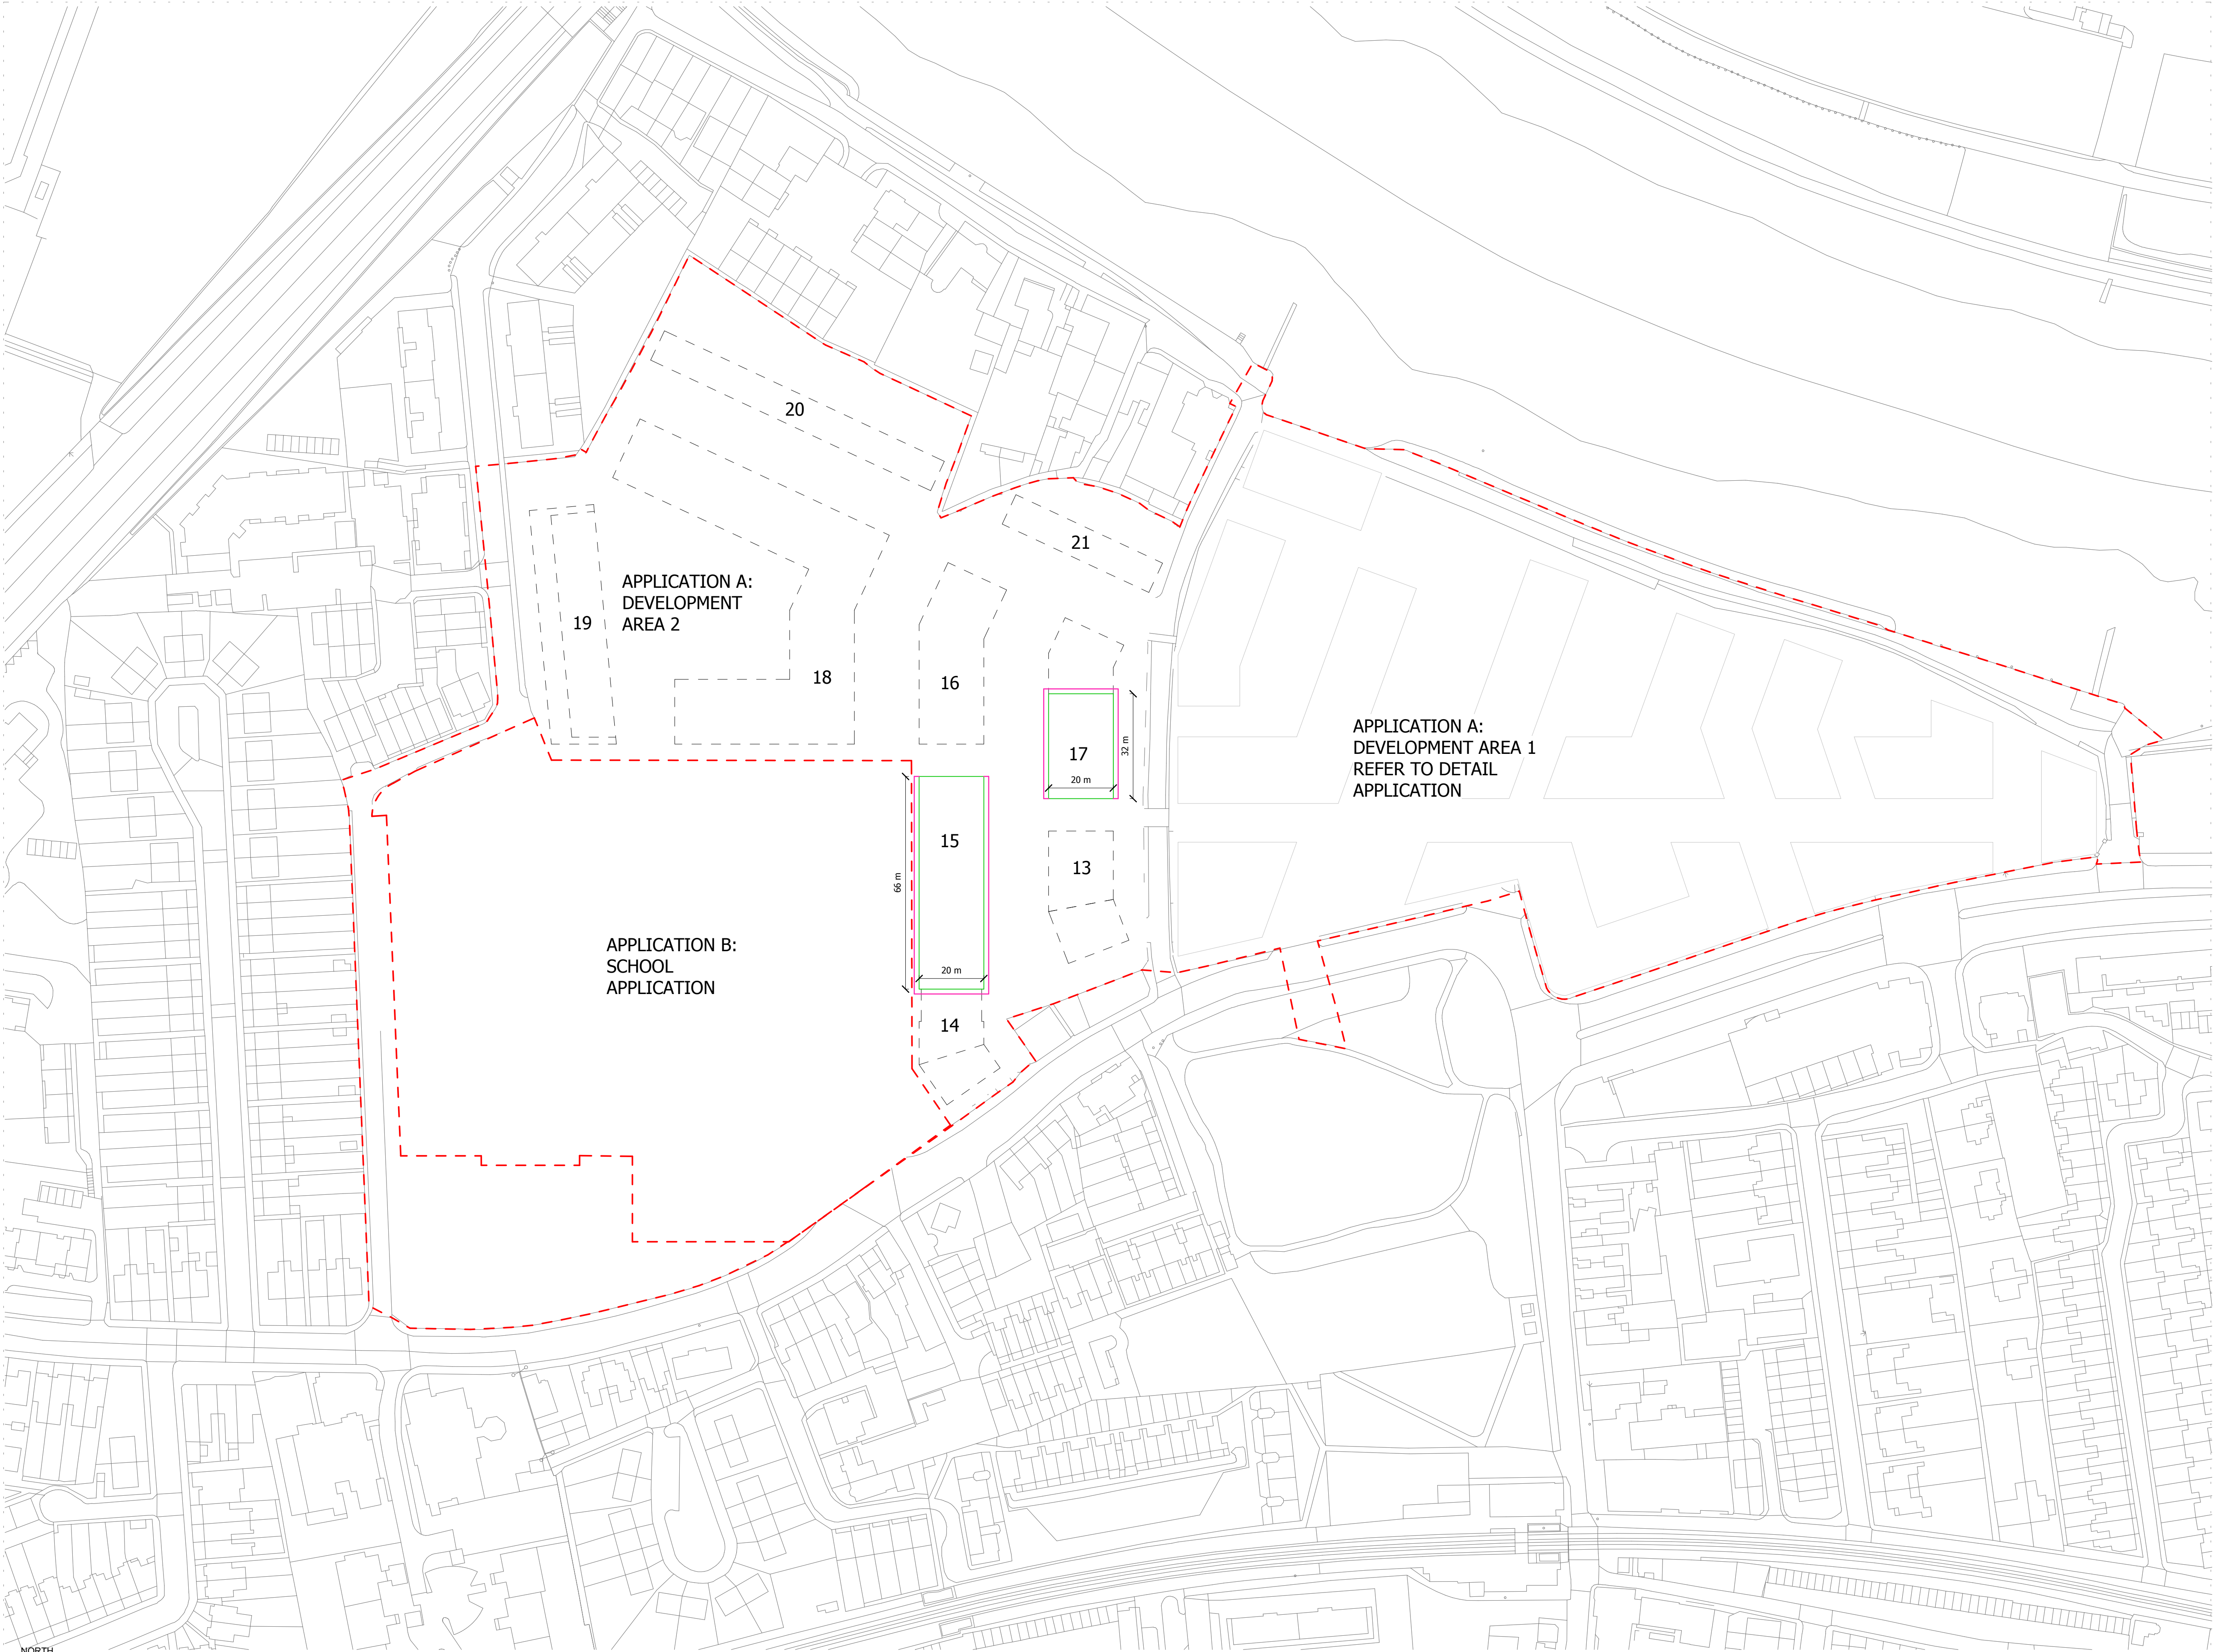 20
21
APPLICATION A:
DEVELOPMENT
AREA 2
19
18
16
17
32 m
20 m
APPLICATION A:
DEVELOPMENT AREA 1
REFER TO DETAIL
APPLICATION
15
13
66 m
APPLICATION B:
SCHOOL
APPLICATION
20 m
14
NORTH